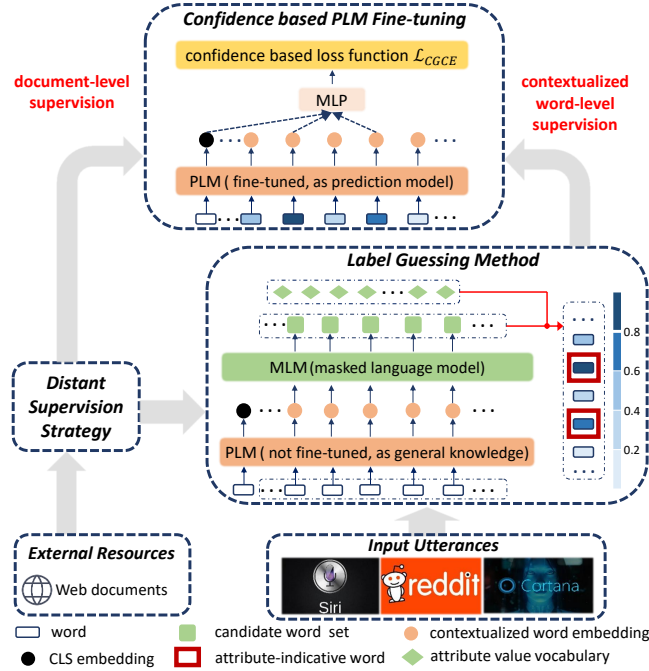 Confidence based PLM Fine-tuning
confidence based loss function ℒCGCE
document-level
supervision
contextualized
word-level
supervision
MLP
PLM ( fine-tuned, as prediction model)
Label Guessing Method
MLM(masked language model)
PLM ( not fine-tuned, as general knowledge)
0.8
0.6
0.4
0.2
Distant
Supervision
Strategy
External Resources
Web documents
Input Utterances
Siri
reddit
Cortana
word
candidate word set
contextualized word embedding
CLS embedding
attribute-indicative word
attribute value vocabulary